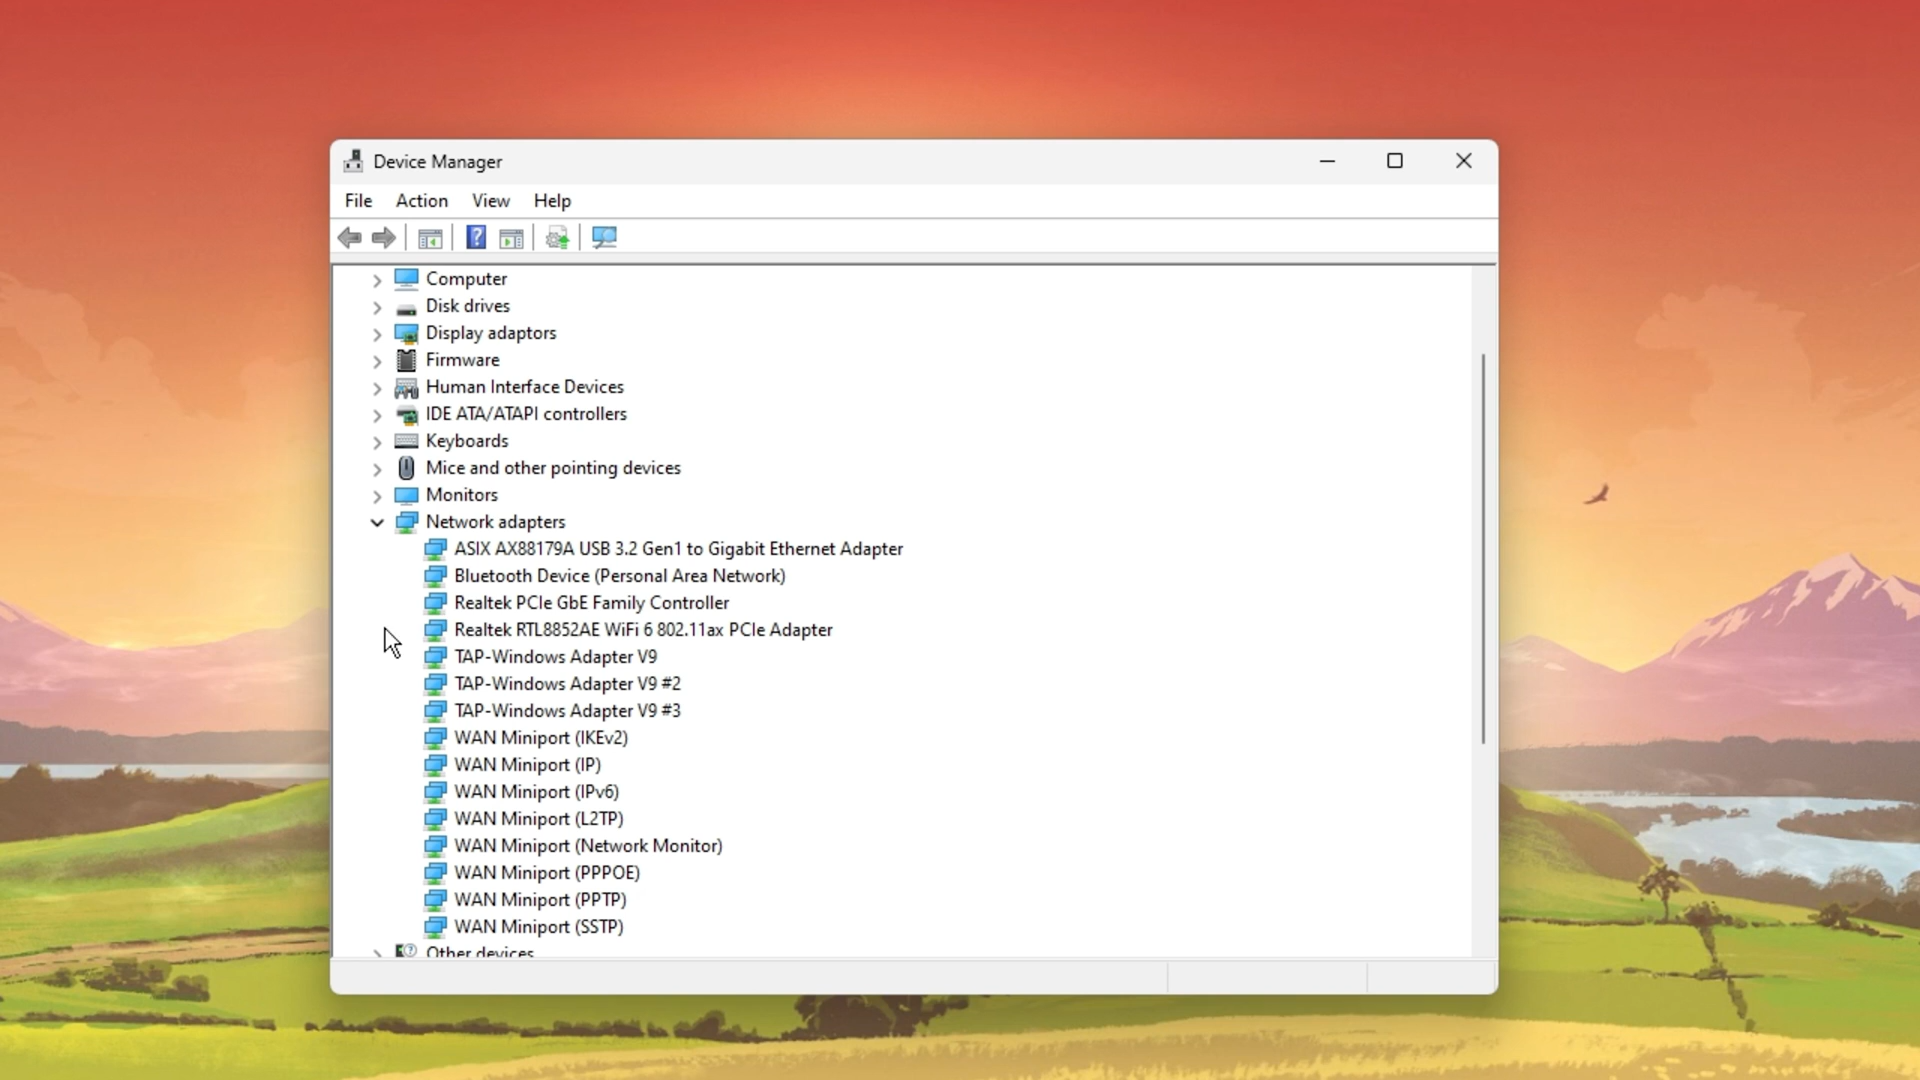 Device Manager
File Action View Help
Computer
Disk drives
Display adaptors
Firmware
Human Interface Devices
IDE ATA/ATAPI controllers
Keyboards
Mice and other pointing devices
Monitors
Network adapters
ASIX AX88179A USB 3.2 Gen1 to Gigabit Ethernet Adapter
Bluetooth Device (Personal Area Network)
Realtek PCIe GbE Family Controller
Realtek RTL8852AE WiFi 6 802.11ax PCIe Adapter
TAP-Windows Adapter V9
TAP-Windows Adapter V9 #2
TAP-Windows Adapter V9 #3
WAN Miniport (IKEv2)
WAN Miniport (IP)
WAN Miniport (IPv6)
WAN Miniport (L2TP)
WAN Miniport (Network Monitor)
WAN Miniport (PPPOE)
WAN Miniport (PPTP)
WAN Miniport (SSTP)
Other devices